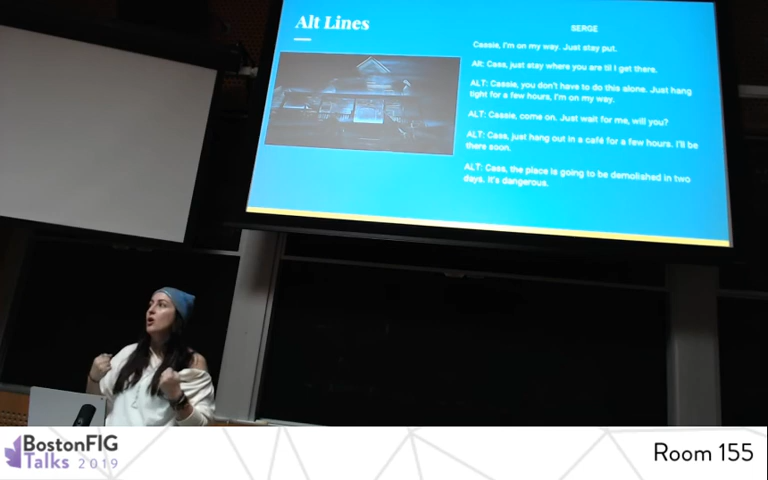 Alt Lines
SERGE
Cassie, I'm on my way. Just stay put.
Alt: Cass, just stay where you are til I get there.
ALT: Cassie, you don't have to do this alone. Just hang
tight for a few hours, I'm on my way.
ALT: Cassie, come on. Just wait for me, will you?
ALT: Cass, just hang out in a café for a few hours. I'll be
there soon.
ALT: Cass, the place is going to be demolished in two
days. It's dangerous.
BostonFIG
Talks 2019
Room 155